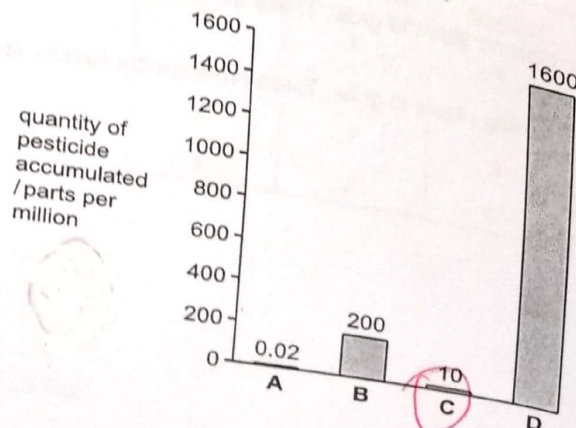 quantity of
pesticide
accumulated
/ parts per
million
1600
1400
1200
1000
800
600
400
200
0
0.02
200
10
1600
A
B
C
D